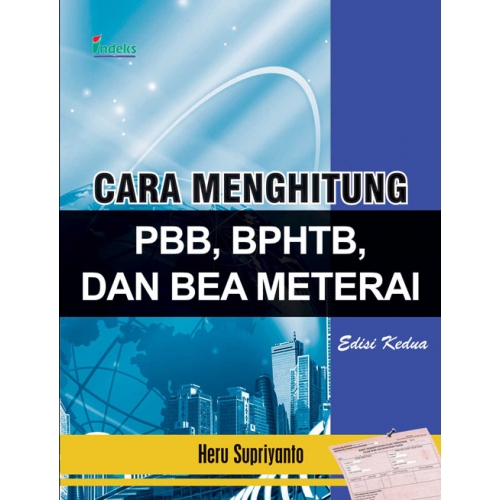 indeks
CARA MENGHITUNG
PBB, BPHTB,
DAN BEA METERAI
Edisi Kedua
Heru Supriyanto